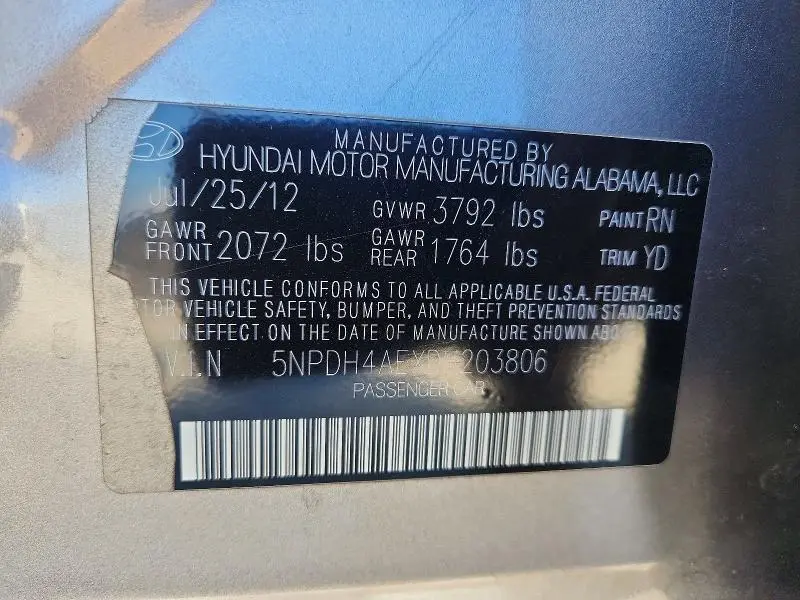 MANUFACTURED BY
HYUNDAI MOTOR MANUFACTURING ALABAMA, LLC
Jul/25/12 GVWR 3792 lbs PAINT RN
GAWR FRONT 2072 lbs GAWR REAR 1764 lbs TRIM YD
THIS VEHICLE CONFORMS TO ALL APPLICABLE U.S.A. FEDERAL
VEHICLE SAFETY, BUMPER, AND THEFT PREVENTION STANDARDS
IN EFFECT ON THE DATE OF MANUFACTURE SHOWN
V.I.N
PASSENGER CAR